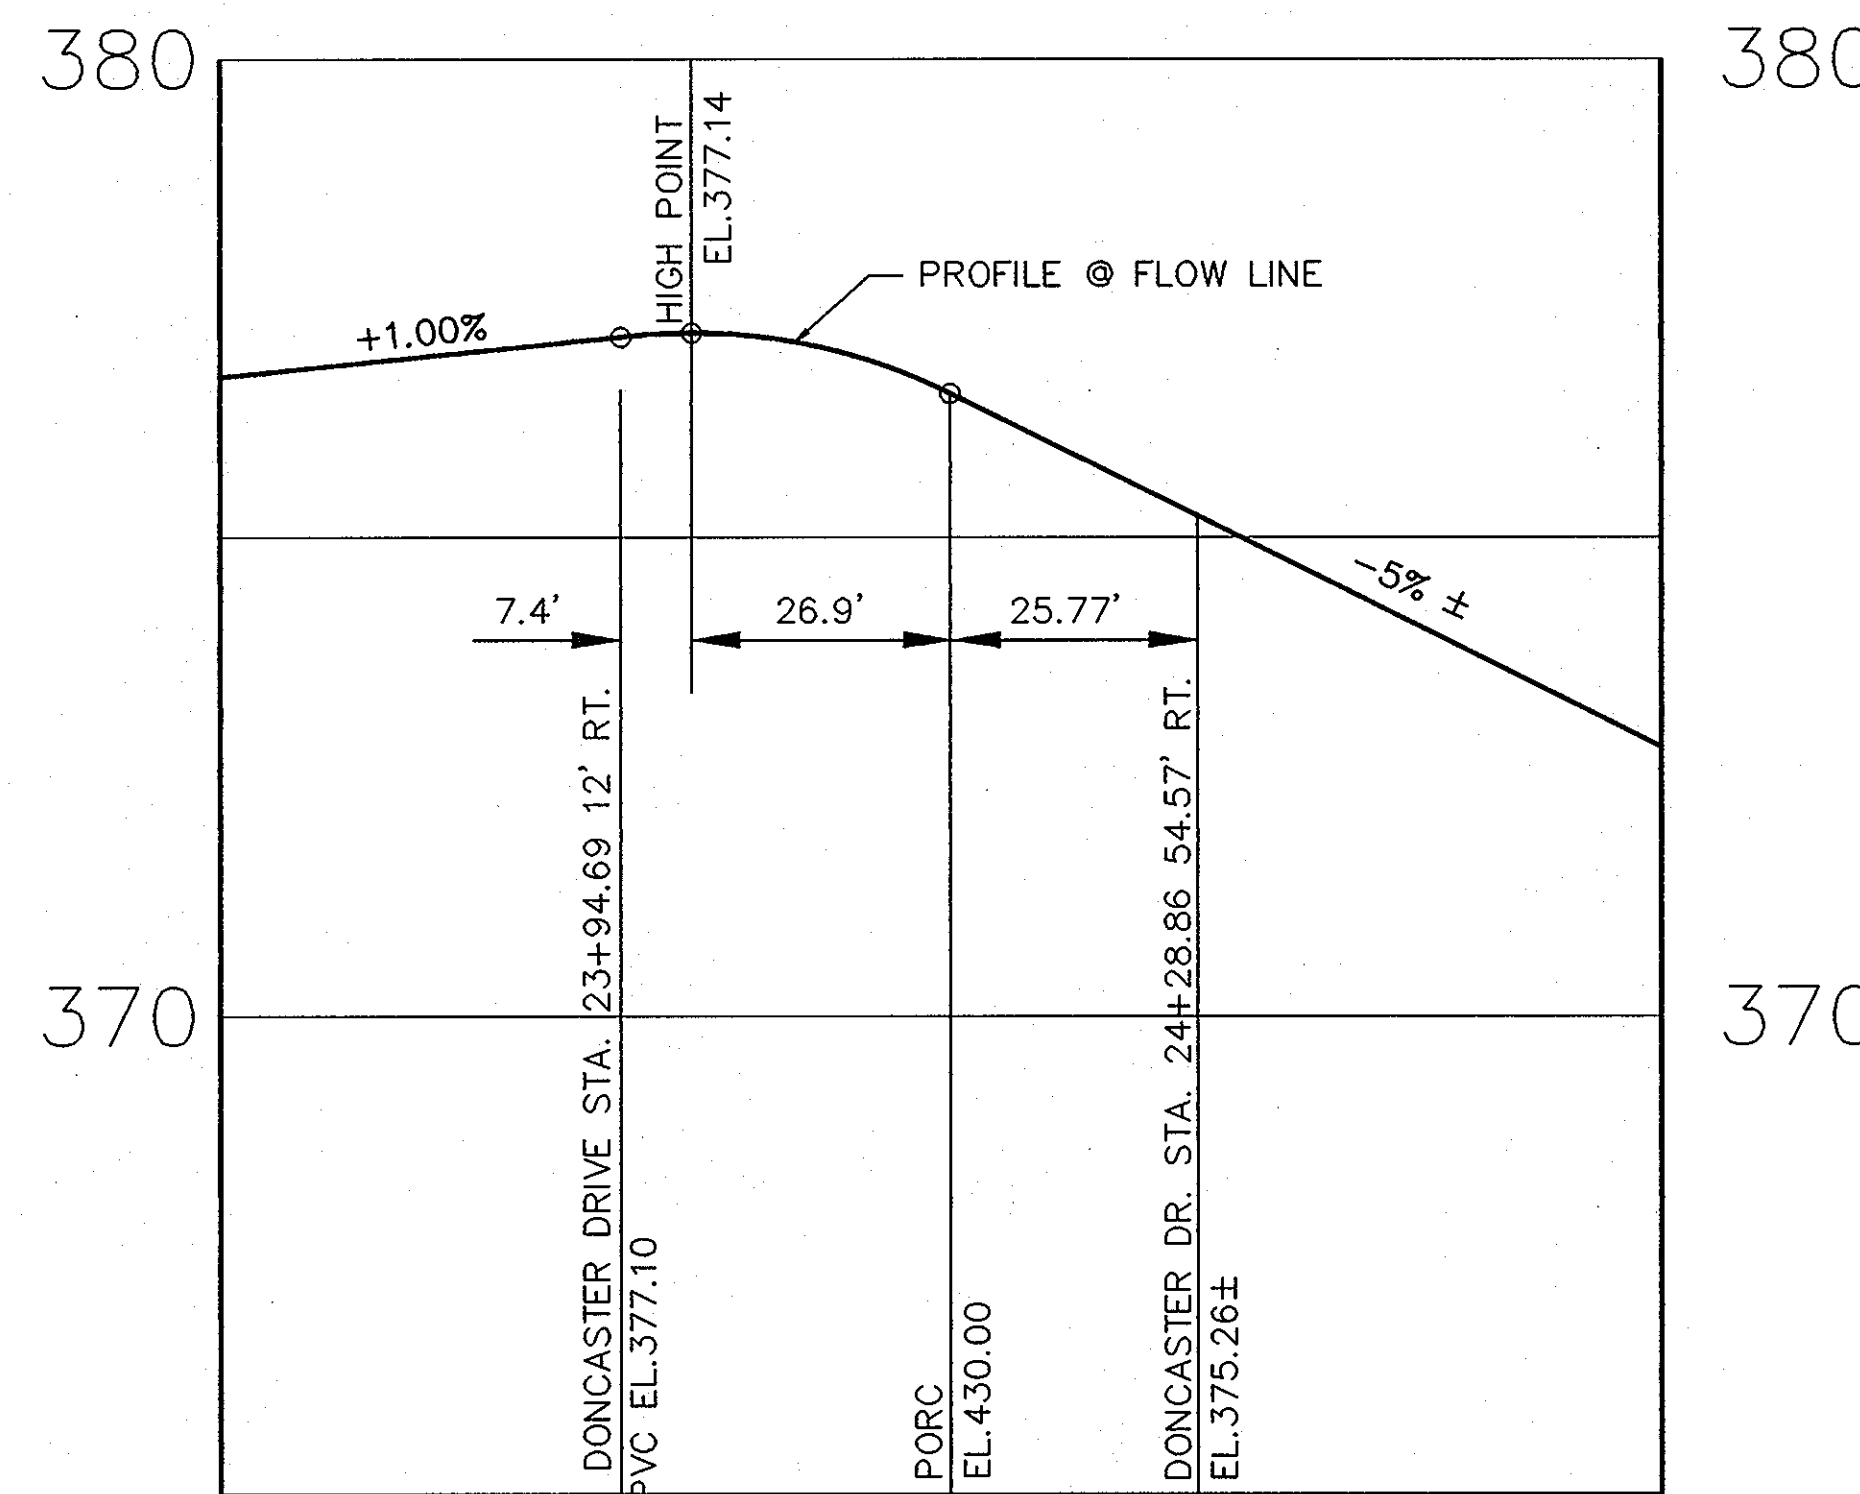 380
380
HIGH POINT
EL.377.14
PROFILE @ FLOW LINE
+1.00%
-5% ±
7.4'
26.9'
25.77'
370
370
DONCASTER DRIVE STA. 23+94.69 12' RT.
PVC EL.377.10
PORC
EL.430.00
DONCASTER DR. STA. 24+28.86 54.57' RT.
EL.375.26±